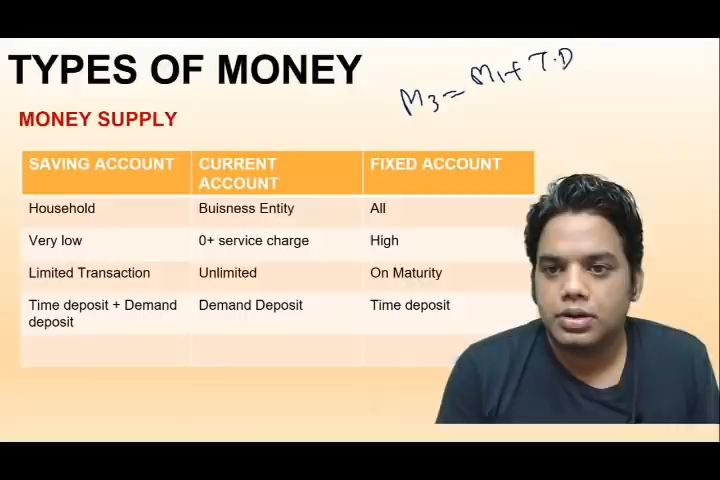 TYPES OF MONEY
M3 = M1 + T.D
MONEY SUPPLY
SAVING ACCOUNT CURRENT ACCOUNT FIXED ACCOUNT
Household Buisness Entity All
Very low 0+ service charge High
Limited Transaction Unlimited On Maturity
Time deposit + Demand deposit Demand Deposit Time deposit